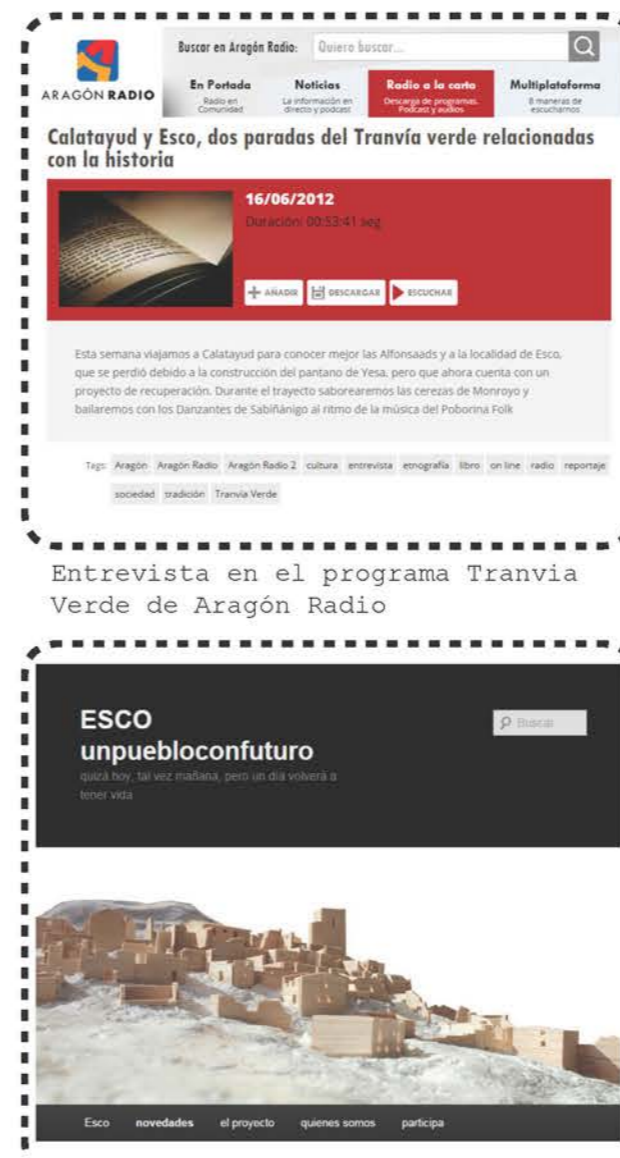 Buscar en Aragón Radio:
Quiero buscar...
ARAGÓN RADIO
En Portada
Radio en
Comunidad
Noticias
La información en
directo y podcast
Radio a la carta
Descarga de programas.
Podcast y audios
Multiplataforma
8 maneras de
escucharnos
Calatayud y Esco, dos paradas del Tranvía verde relacionadas
con la historia
16/06/2012
Duración: 00:53:41 seg
AÑADIR
DESCARGAR
ESCUCHAR
Esta semana viajamos a Calatayud para conocer mejor las Alfonsaads y a la localidad de Esco,
que se perdió debido a la construcción del pantano de Yesa, pero que ahora cuenta con un
proyecto de recuperación. Durante el trayecto saborearemos las cerezas de Monroyo y
bailaremos con los Danzantes de Sabiñánigo al ritmo de la música del Poborina Folk
Tags: Aragón Aragón Radio Aragón Radio 2 cultura entrevista etnografía libro on line radio reportaje
sociedad tradición Tranvía Verde
Entrevista en el programa Tranvia
Verde de Aragón Radio
ESCO
unpuebloconfuturo
quizá hoy, tal vez mañana, pero un día volverá a
tener vida
Buscar
Esco novedades el proyecto quienes somos participa